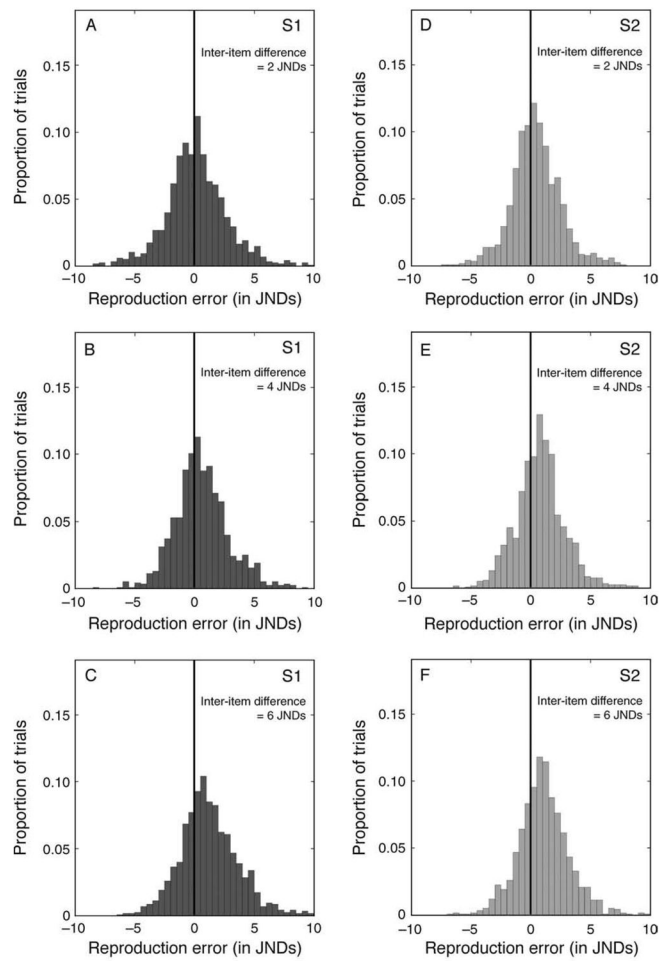 A
S1
Inter-item difference
= 2 JNDs
Proportion of trials
0.15
0.10
0.05
0
−10
−5
0
5
10
Reproduction error (in JNDs)
D
S2
Inter-item difference
= 2 JNDs
Proportion of trials
0.15
0.10
0.05
0
−10
−5
0
5
10
Reproduction error (in JNDs)
B
S1
Inter-item difference
= 4 JNDs
Proportion of trials
0.15
0.10
0.05
0
−10
−5
0
5
10
Reproduction error (in JNDs)
E
S2
Inter-item difference
= 4 JNDs
Proportion of trials
0.15
0.10
0.05
0
−10
−5
0
5
10
Reproduction error (in JNDs)
C
S1
Inter-item difference
= 6 JNDs
Proportion of trials
0.15
0.10
0.05
0
−10
−5
0
5
10
Reproduction error (in JNDs)
F
S2
Inter-item difference
= 6 JNDs
Proportion of trials
0.15
0.10
0.05
0
−10
−5
0
5
10
Reproduction error (in JNDs)